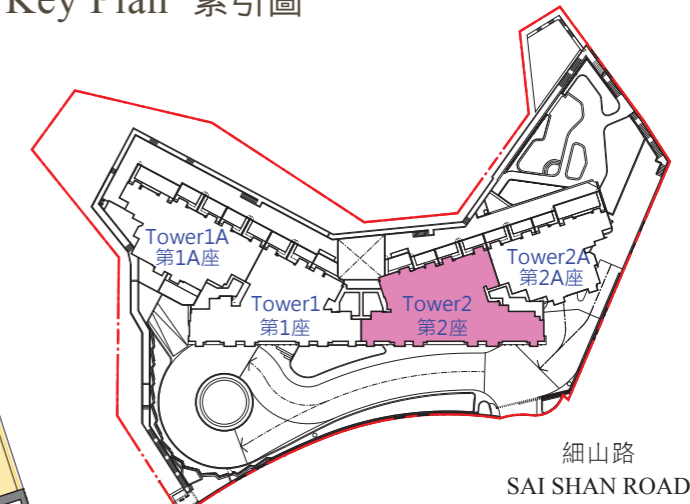 Key Plan 索引圖
Tower1A
第1A座
Tower1
第1座
Tower2
第2座
Tower2A
第2A座
細山路
SAI SHAN ROAD